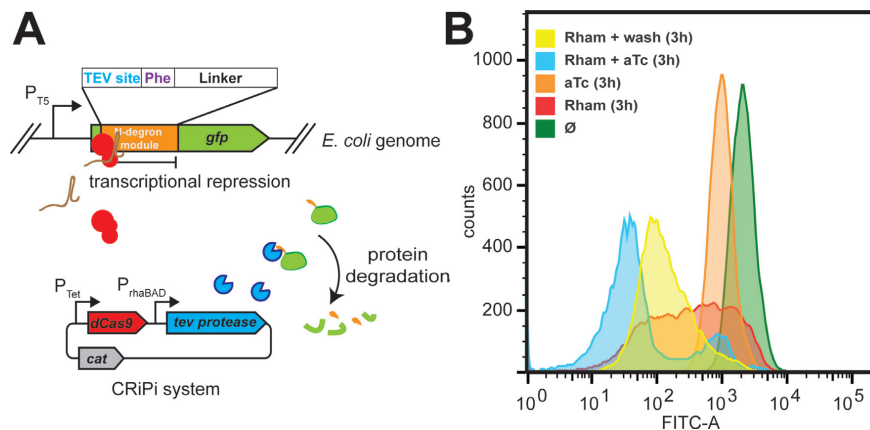 A
TEV site Phe Linker
PT5
N-degron
module
gfp
E. coli genome
transcriptional repression
protein
degradation
PTet
PrhaBAD
dCas9
tev protease
cat
CRiPi system
B
Rham + wash (3h)
Rham + aTc (3h)
aTc (3h)
Rham (3h)
Ø
counts
1000
800
600
400
200
10^0 10^1 10^2 10^3 10^4 10^5
FITC-A